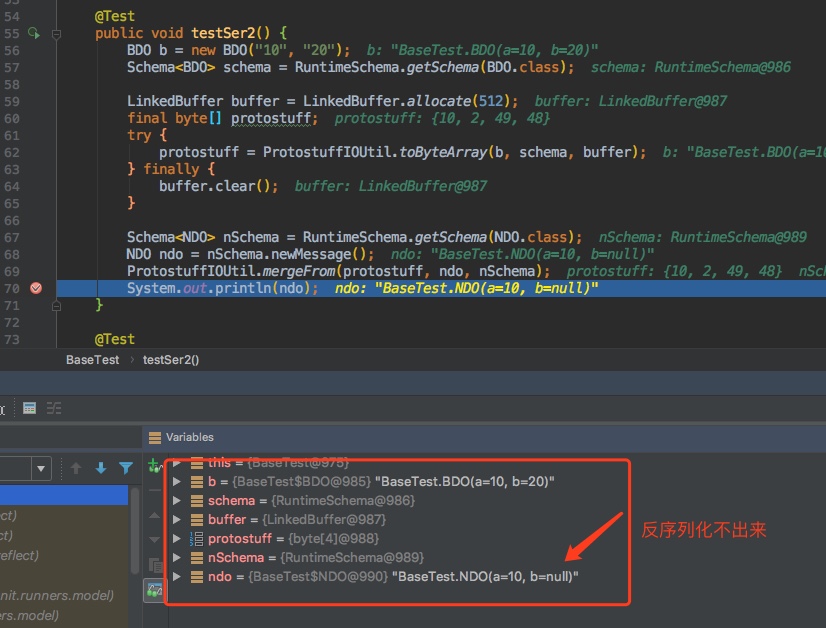 53
54 @Test
55 public void testSer2() {
56 BDO b = new BDO("10", "20"); b: "BaseTest.BDO(a=10, b=20)"
57 Schema<BDO> schema = RuntimeSchema.getSchema(BDO.class); schema: RuntimeSchema@986
58
59 LinkedBuffer buffer = LinkedBuffer.allocate(512); buffer: LinkedBuffer@987
60 final byte[] protostuff; protostuff: {10, 2, 49, 48}
61 try {
62 protostuff = ProtostuffIOUtil.toByteArray(b, schema, buffer); b: "BaseTest.BDO(a=10
63 } finally {
64 buffer.clear(); buffer: LinkedBuffer@987
65 }
66
67 Schema<NDO> nSchema = RuntimeSchema.getSchema(NDO.class); nSchema: RuntimeSchema@989
68 NDO ndo = nSchema.newMessage(); ndo: "BaseTest.NDO(a=10, b=null)"
69 ProtostuffIOUtil.mergeFrom(protostuff, ndo, nSchema); protostuff: {10, 2, 49, 48} nSc
70 System.out.println(ndo); ndo: "BaseTest.NDO(a=10, b=null)"
71 }
72
73 @Test
BaseTest › testSer2()
Variables
this = {BaseTest@975}
b = {BaseTest$BDO@985} "BaseTest.BDO(a=10, b=20)"
schema = {RuntimeSchema@986}
buffer = {LinkedBuffer@987}
protostuff = {byte[4]@988}
nSchema = {RuntimeSchema@989}
ndo = {BaseTest$NDO@990} "BaseTest.NDO(a=10, b=null)"
反序列化不出来
ct)
ct)
eflect)
nit.runners.model)
ers.model)